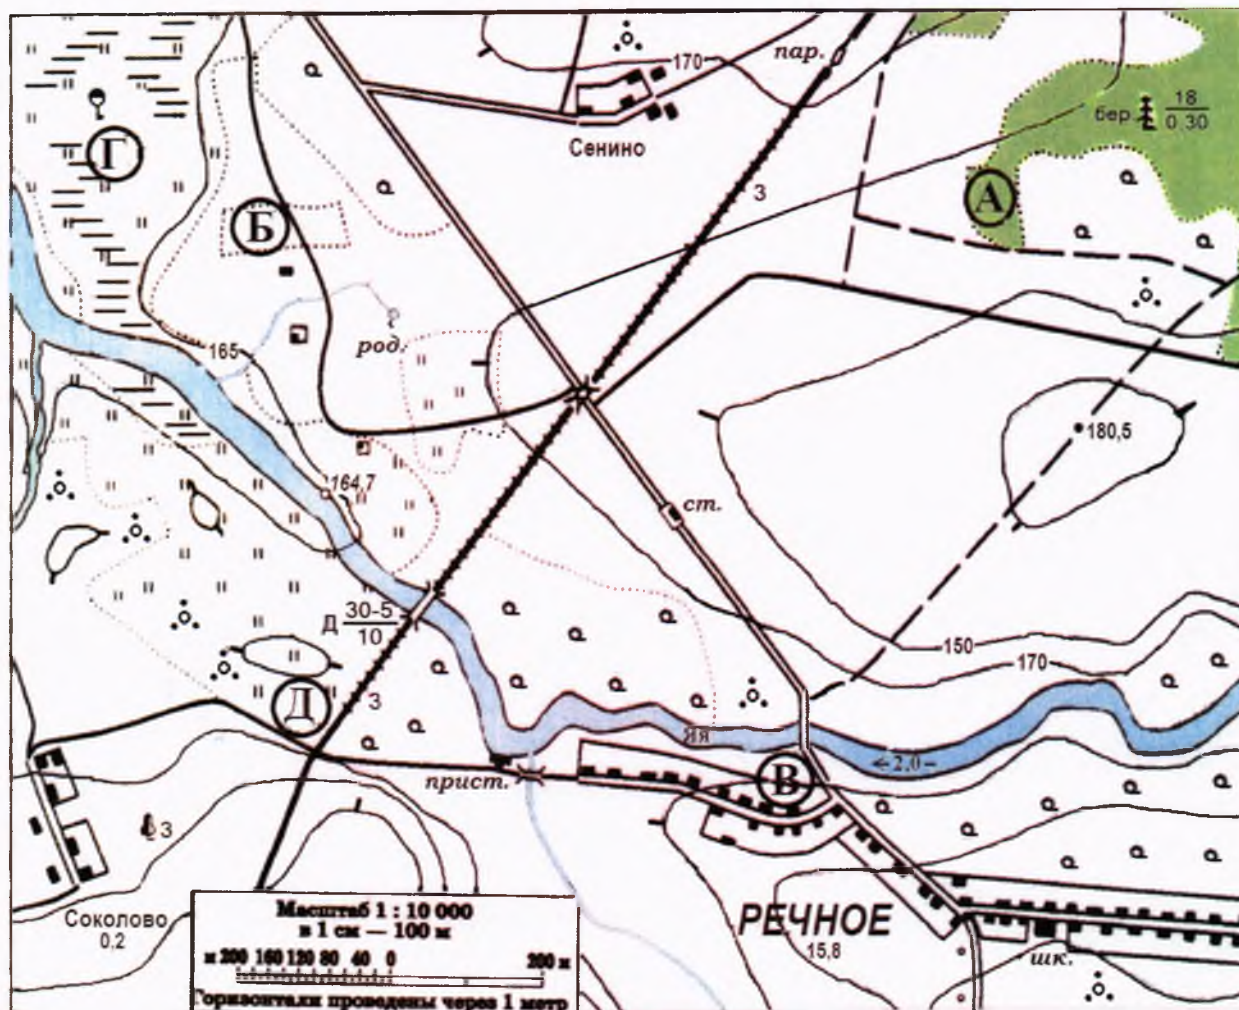 пар.
170
18
бер.
0,30
Г
Сенино
З
А
Б
род.
165
180,5
164,7
ст.
30-5
Д
10
150
170
Д
З
Яя
2,0
В
прист.
3
Соколово
0,2
РЕЧНОЕ
15,8
шк.
Масштаб 1 : 10 000
в 1 см — 100 м
м 200 160 120 80 40 0 200 м
Горизонтали проведены через 1 метр